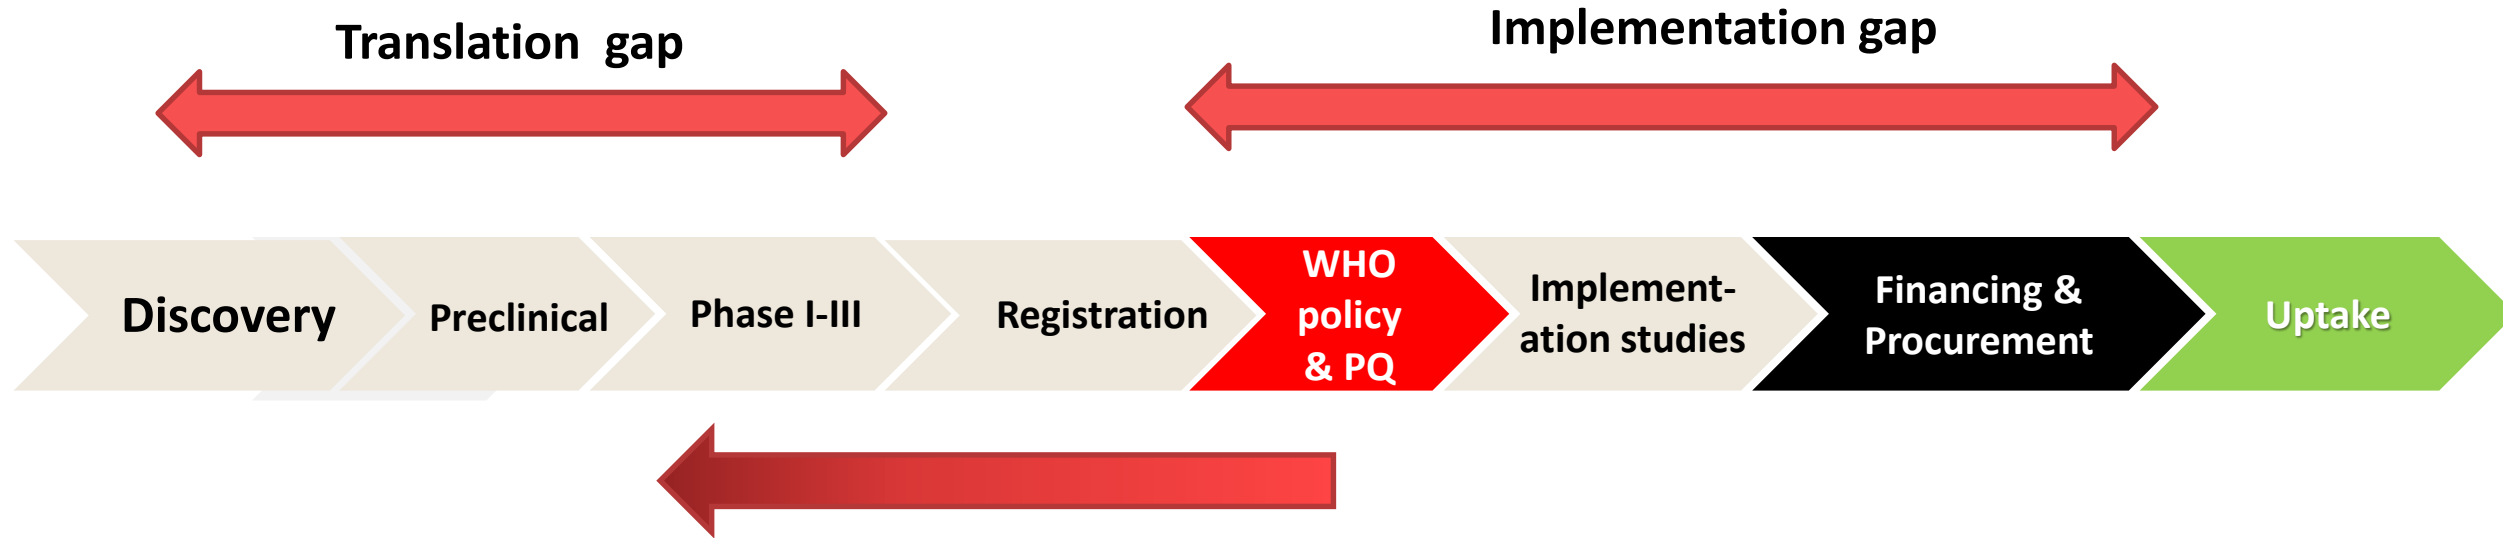 Translation gap
Implementation gap
Discovery
Preclinical
Phase I-III
Registration
WHO
policy
& PQ
Implement-
ation studies
Financing &
Procurement
Uptake